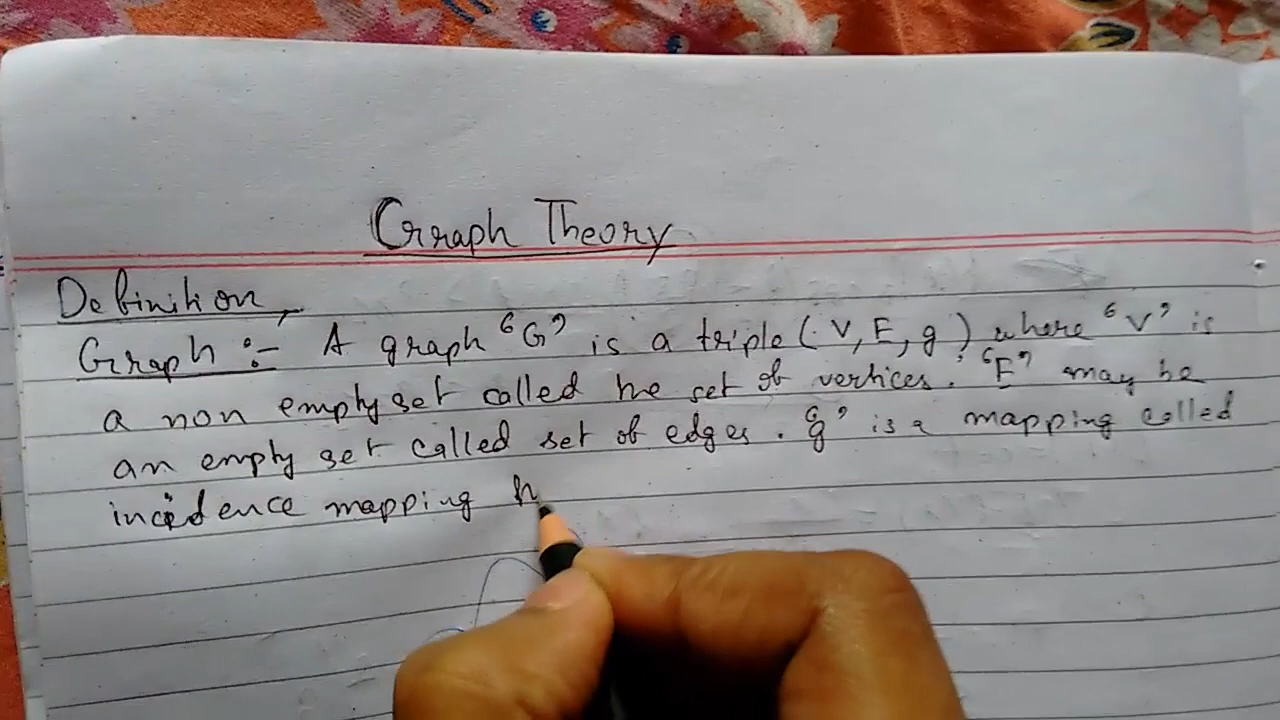 Graph Theory
Definition,
Graph :- A graph 'G' is a triple (V, E, g) where 'V' is
a non empty set called the set of vertices. 'E' may be
an empty set called set of edges. 'g' is a mapping called
incidence mapping